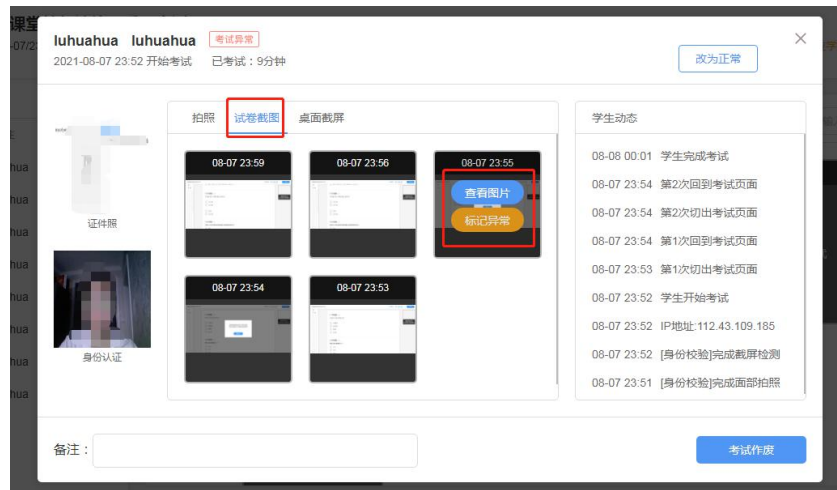 课堂
-07/2
luhuahua luhuahua 考试异常
2021-08-07 23:52 开始考试 已考试：9分钟
改为正常
拍照 试卷截图 桌面截屏
学生动态
08-07 23:59 08-07 23:56 08-07 23:55
查看图片
标记异常
证件照
08-07 23:54 08-07 23:53
身份认证
08-08 00:01 学生完成考试
08-07 23:54 第2次回到考试页面
08-07 23:54 第2次切出考试页面
08-07 23:54 第1次回到考试页面
08-07 23:53 第1次切出考试页面
08-07 23:52 学生开始考试
08-07 23:52 IP地址:112.43.109.185
08-07 23:52 [身份校验]完成截屏检测
08-07 23:51 [身份校验]完成面部拍照
hua
hua
hua
hua
hua
hua
hua
hua
备注：
考试作废